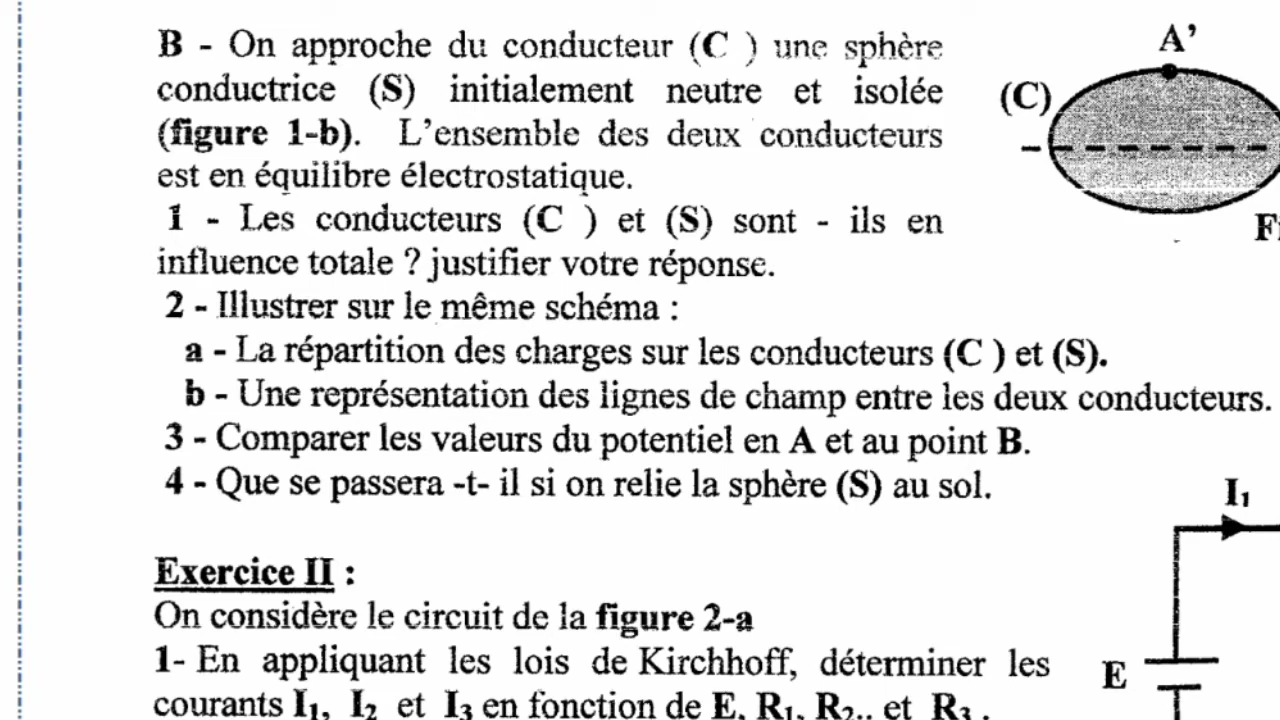 B - On approche du conducteur (C ) une sphère
conductrice (S) initialement neutre et isolée
(figure 1-b). L'ensemble des deux conducteurs
est en équilibre électrostatique.
1 - Les conducteurs (C ) et (S) sont - ils en
influence totale ? justifier votre réponse.
2 - Illustrer sur le même schéma :
a - La répartition des charges sur les conducteurs (C ) et (S).
b - Une représentation des lignes de champ entre les deux conducteurs.
3 - Comparer les valeurs du potentiel en A et au point B.
4 - Que se passera -t- il si on relie la sphère (S) au sol.
A'
(C)
I₁
Exercice II :
On considère le circuit de la figure 2-a
1- En appliquant les lois de Kirchhoff, déterminer les
courants I₁, I₂ et I₃ en fonction de E, R₁, R₂,. et R₃ .
E